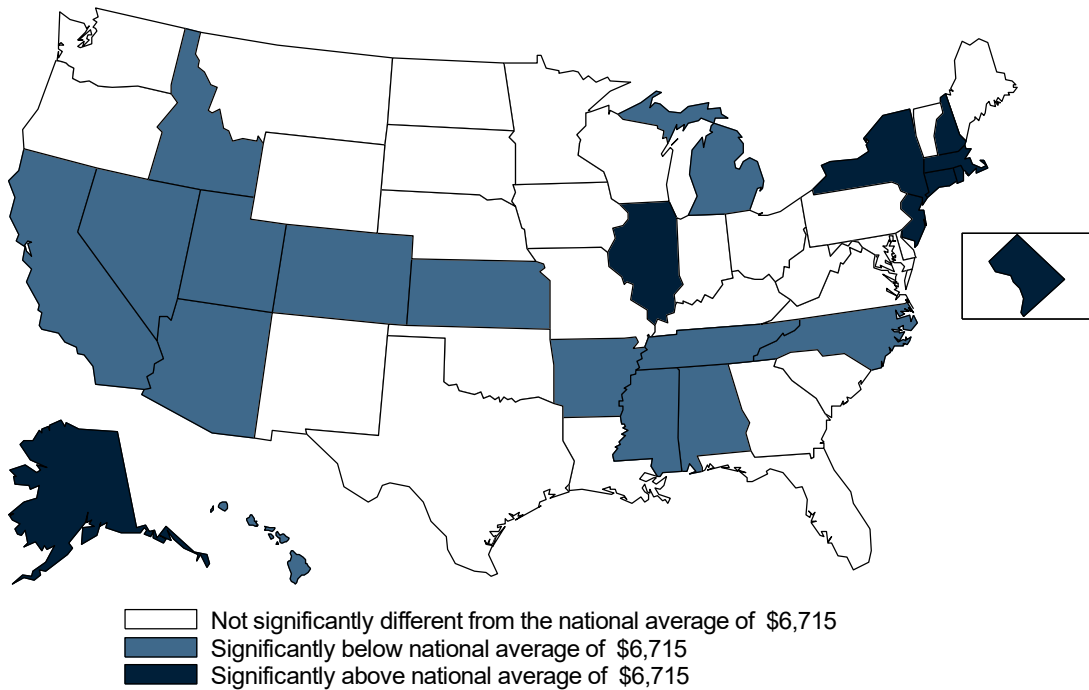 Not significantly different from the national average of $6,715
Significantly below national average of $6,715
Significantly above national average of $6,715